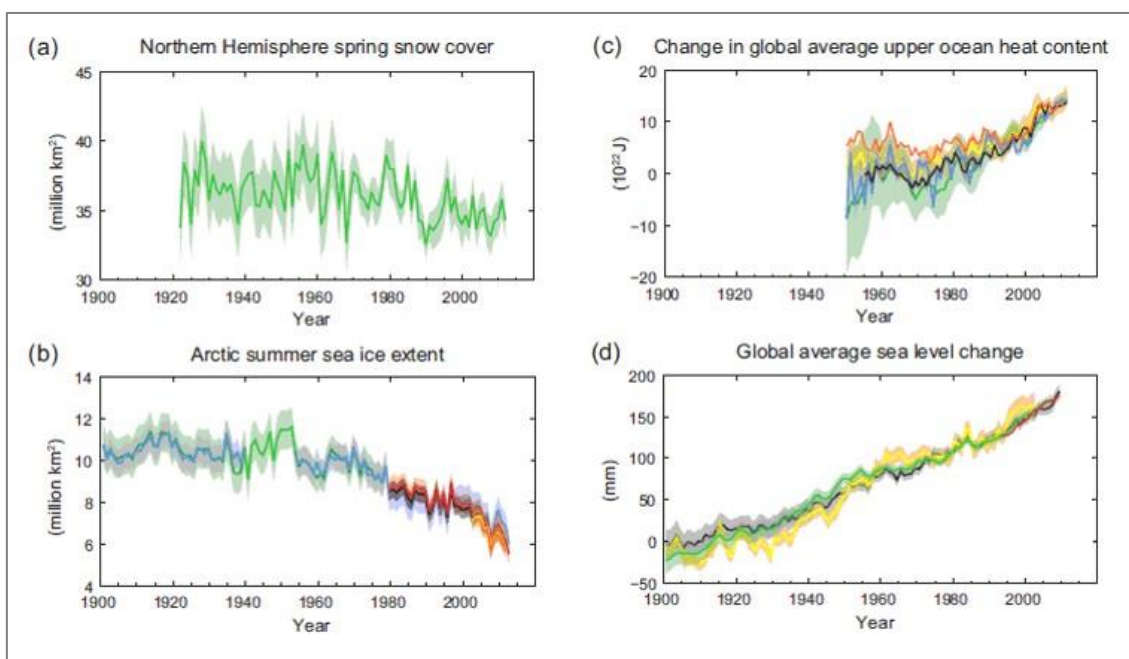 (a) Northern Hemisphere spring snow cover
45
40
35
30
(million km²)
1900 1920 1940 1960 1980 2000
Year
(b) Arctic summer sea ice extent
14
12
10
8
6
4
(million km²)
1900 1920 1940 1960 1980 2000
Year
(c) Change in global average upper ocean heat content
20
10
0
−10
−20
(10²²J)
1900 1920 1940 1960 1980 2000
Year
(d) Global average sea level change
200
150
100
50
0
−50
(mm)
1900 1920 1940 1960 1980 2000
Year